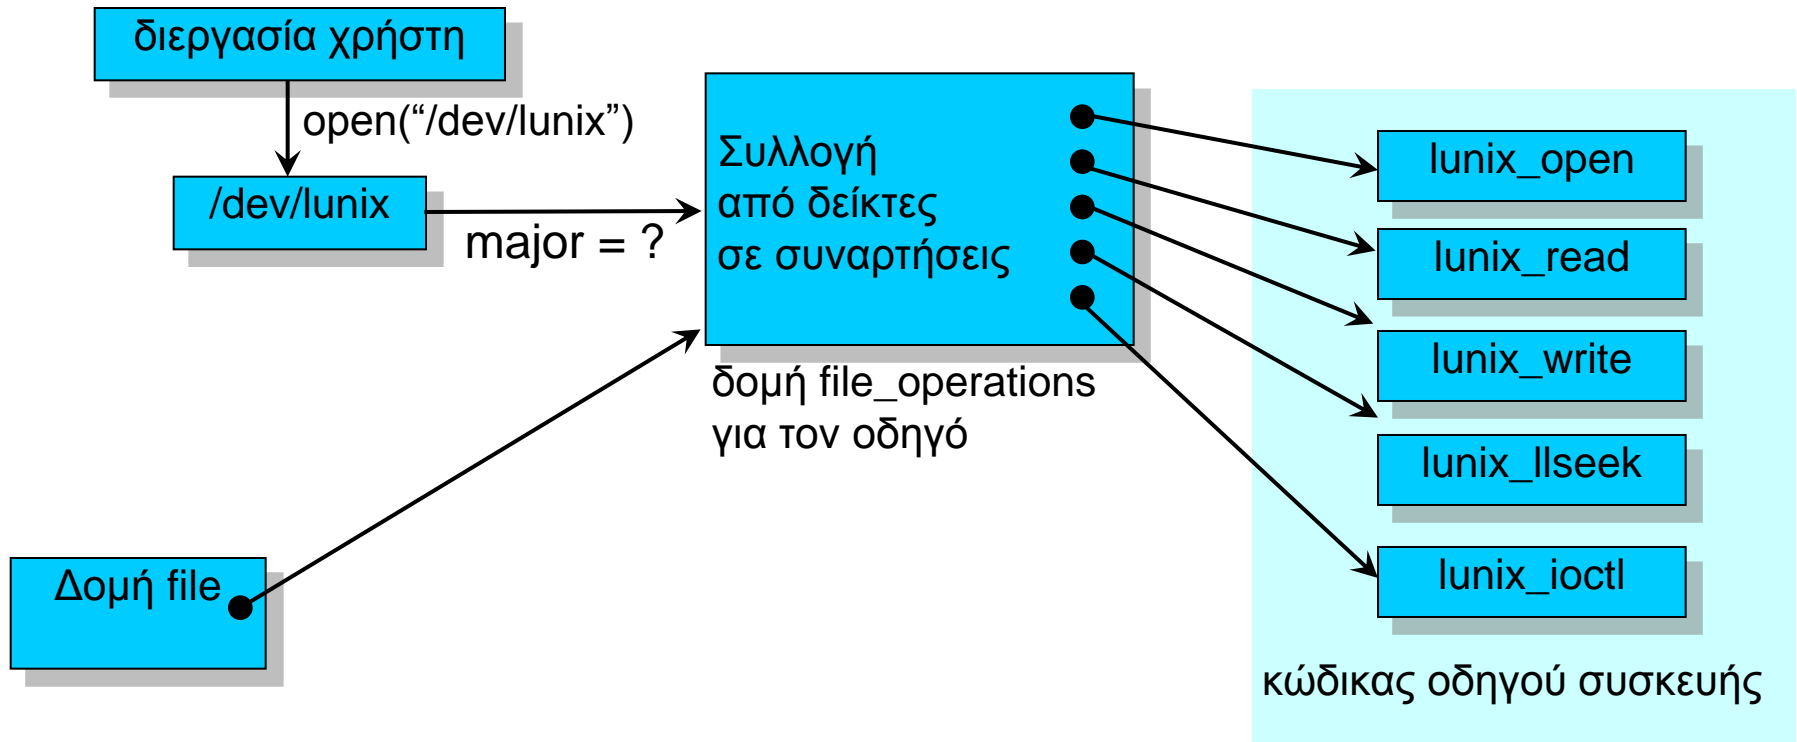 διεργασία χρήστη
open(“/dev/lunix”)
/dev/lunix
major = ?
Συλλογή
από δείκτες
σε συναρτήσεις
δομή file_operations
για τον οδηγό
Δομή file
lunix_open
lunix_read
lunix_write
lunix_llseek
lunix_ioctl
κώδικας οδηγού συσκευής